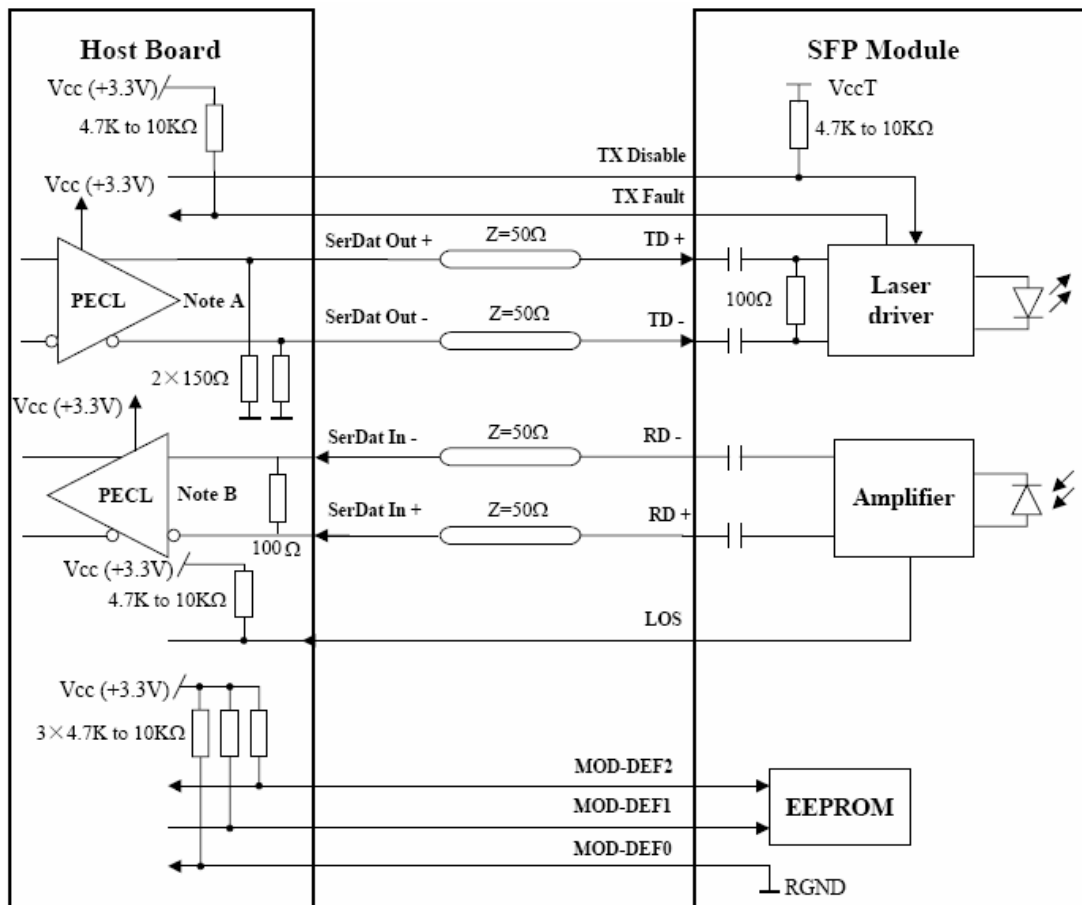 Host Board
SFP Module
Vcc (+3.3V)
4.7K to 10KΩ
VccT
4.7K to 10KΩ
TX Disable
TX Fault
Vcc (+3.3V)
SerDat Out +
Z=50Ω
TD +
PECL
Note A
100Ω
Laser
driver
SerDat Out -
Z=50Ω
TD -
2×150Ω
Vcc (+3.3V)
SerDat In -
Z=50Ω
RD -
PECL
Note B
Amplifier
SerDat In +
Z=50Ω
RD +
100Ω
Vcc (+3.3V)
4.7K to 10KΩ
LOS
Vcc (+3.3V)
3×4.7K to 10KΩ
MOD-DEF2
EEPROM
MOD-DEF1
MOD-DEF0
RGND